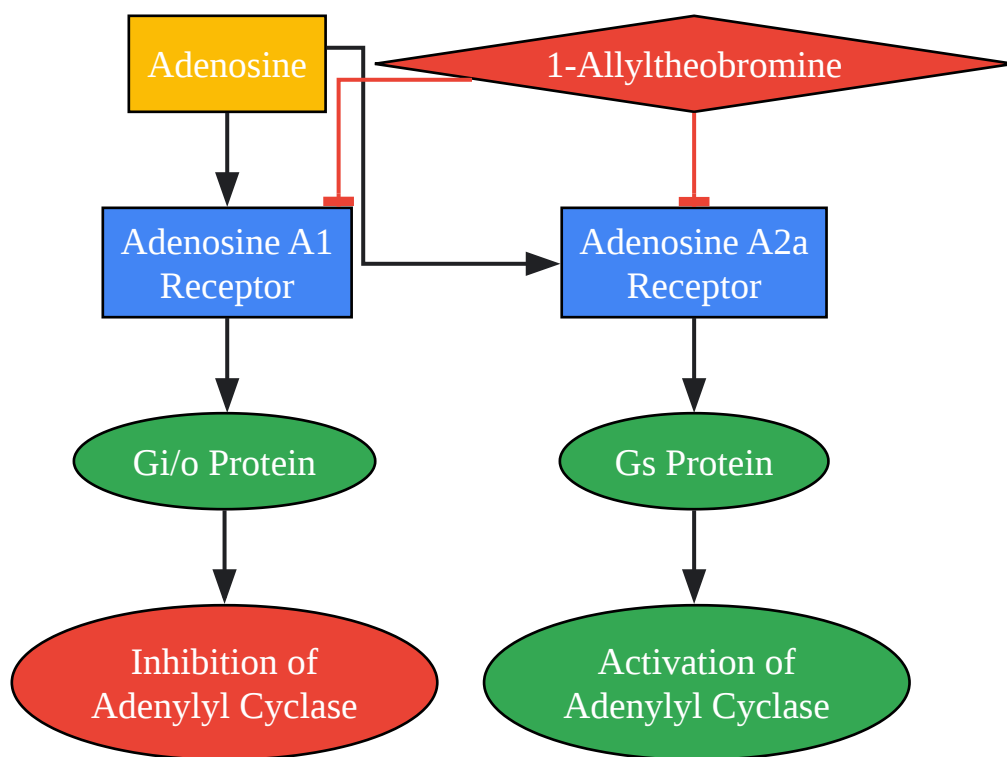 Adenosine
1-Allyltheobromine
Adenosine A1
Receptor
Adenosine A2a
Receptor
Gi/o Protein
Gs Protein
Inhibition of
Adenylyl Cyclase
Activation of
Adenylyl Cyclase